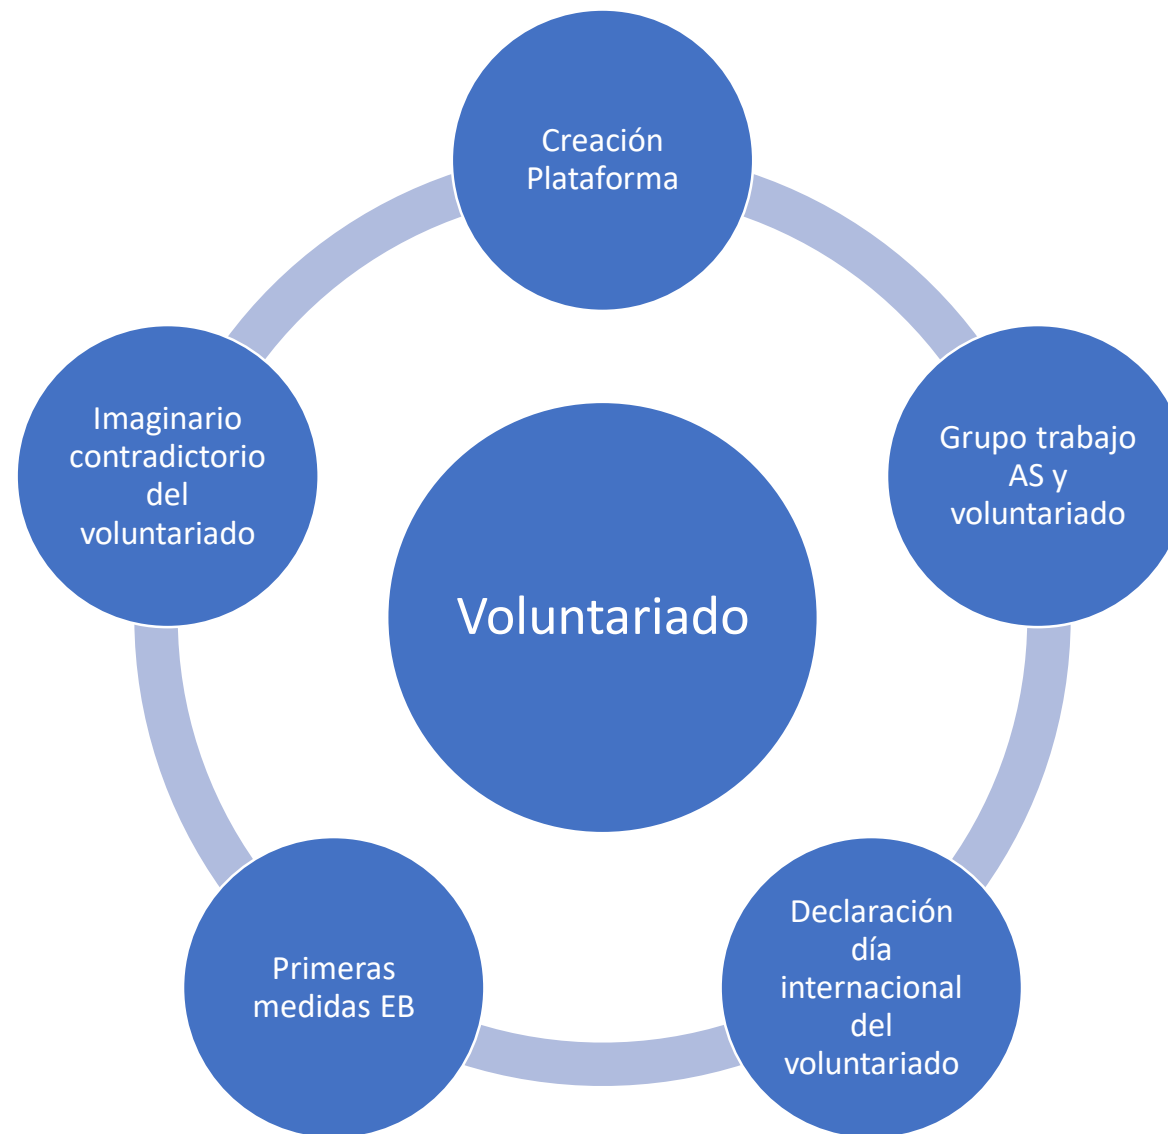 Creación
Plataforma
Grupo trabajo
AS y
voluntariado
Declaración
día
internacional
del
voluntariado
Primeras
medidas EB
Imaginario
contradictorio
del
voluntariado
Voluntariado